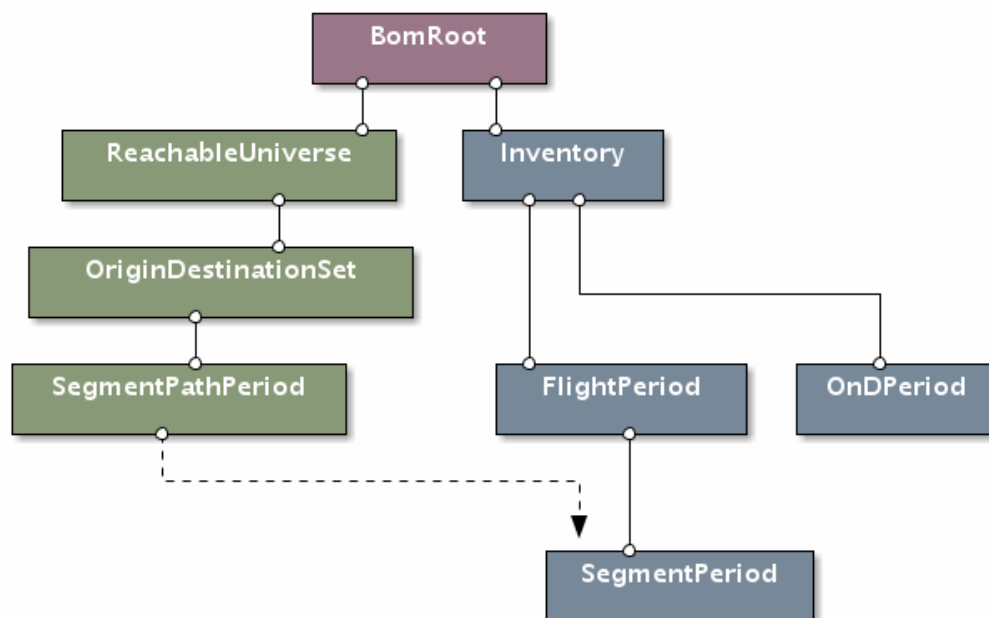 BomRoot
ReachableUniverse
Inventory
OriginDestinationSet
SegmentPathPeriod
FlightPeriod
OnDPeriod
SegmentPeriod